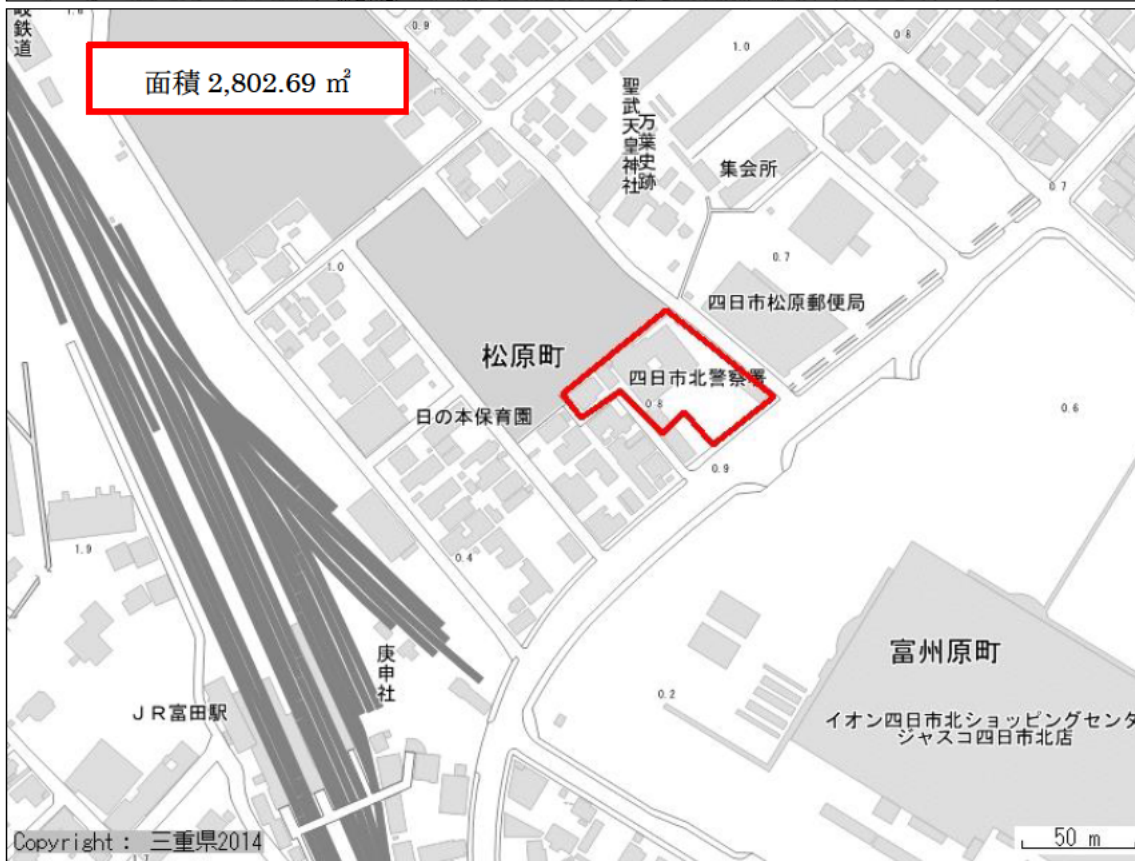 鉄道
0.9
1.0
0.8
面積 2,802.69 ㎡
聖武天皇神社
万葉史跡
集会所
0.7
1.0
0.7
四日市松原郵便局
松原町
四日市北警察署
0.8
日の本保育園
0.6
0.9
1.9
0.4
庚申社
富州原町
0.2
JR富田駅
イオン四日市北ショッピングセンタ
ジャスコ四日市北店
Copyright： 三重県2014
50 m